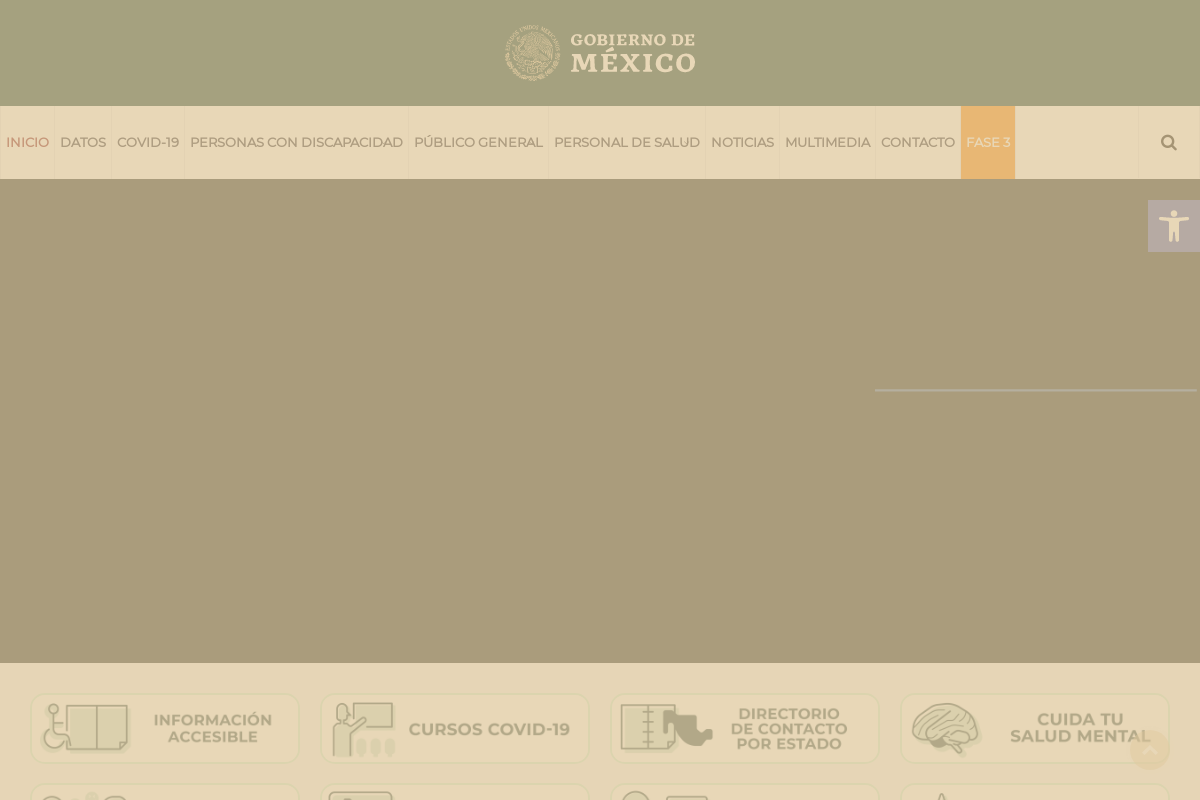 GOBIERNO DE
MÉXICO
INICIO DATOS COVID-19 PERSONAS CON DISCAPACIDAD PÚBLICO GENERAL PERSONAL DE SALUD NOTICIAS MULTIMEDIA CONTACTO FASE 3
INFORMACIÓN
ACCESIBLE
CURSOS COVID-19
DIRECTORIO
DE CONTACTO
POR ESTADO
CUIDA TU
SALUD MENTAL